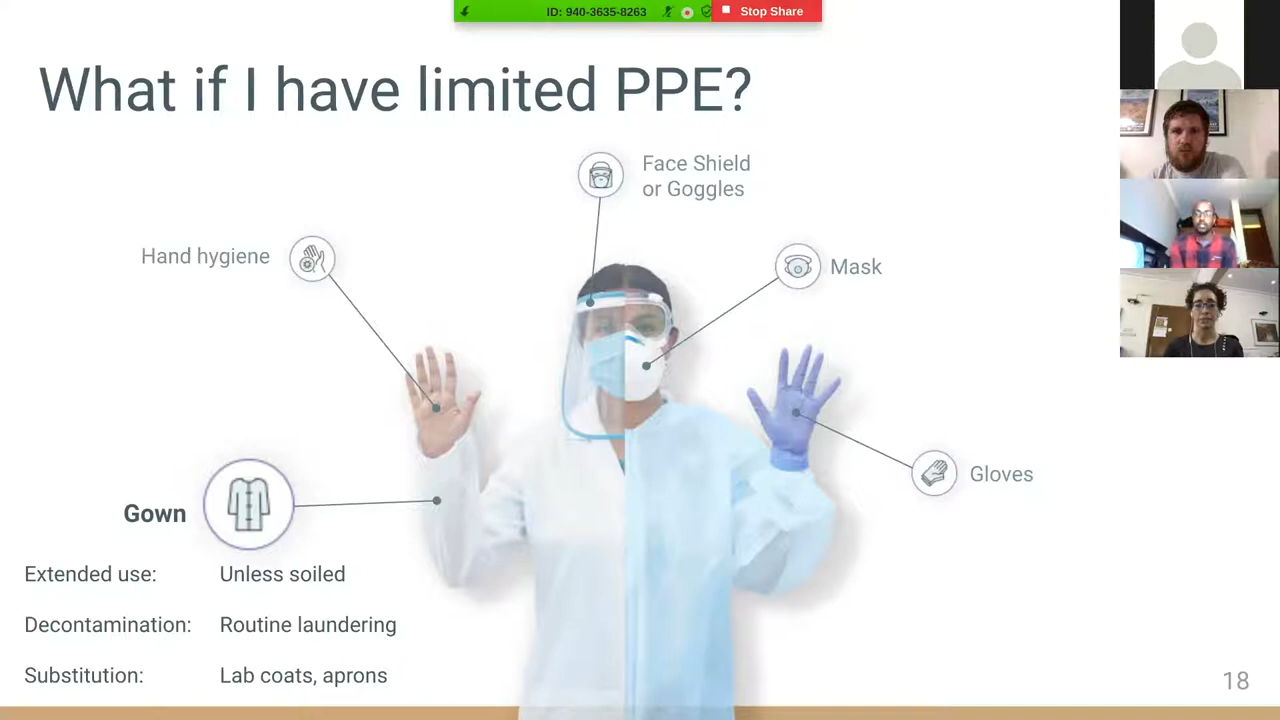 ID: 940-3635-8263
Stop Share
What if I have limited PPE?
Face Shield
or Goggles
Hand hygiene
Mask
Gloves
Gown
Extended use: Unless soiled
Decontamination: Routine laundering
Substitution: Lab coats, aprons
18